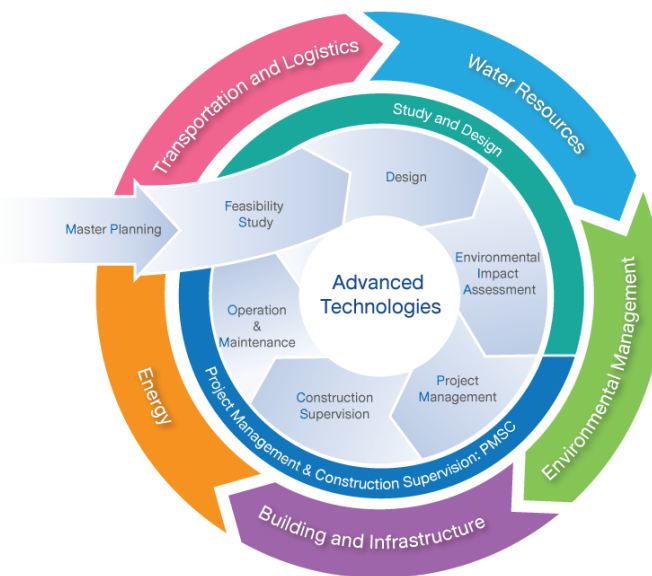 Transportation and Logistics
Water Resources
Environmental Management
Building and Infrastructure
Energy
Study and Design
Project Management & Construction Supervision: PMSC
Master Planning
Feasibility
Study
Design
Environmental
Impact
Assessment
Project
Management
Construction
Supervision
Operation
&
Maintenance
Advanced
Technologies